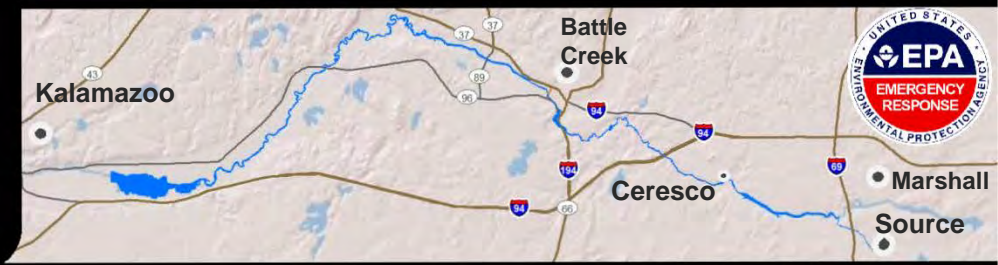 Kalamazoo
43
37
37
89
96
Battle
Creek
94
94
194
94
66
Ceresco
69
Marshall
Source
UNITED STATES
EPA
EMERGENCY
RESPONSE
ENVIRONMENTAL PROTECTION AGENCY